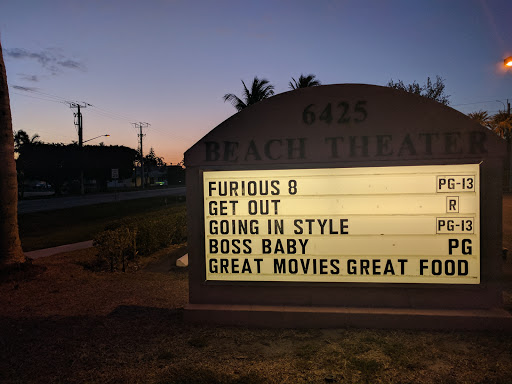 6425
BEACH THEATER
FURIOUS 8 PG-13
GET OUT R
GOING IN STYLE PG-13
BOSS BABY PG
GREAT MOVIES GREAT FOOD